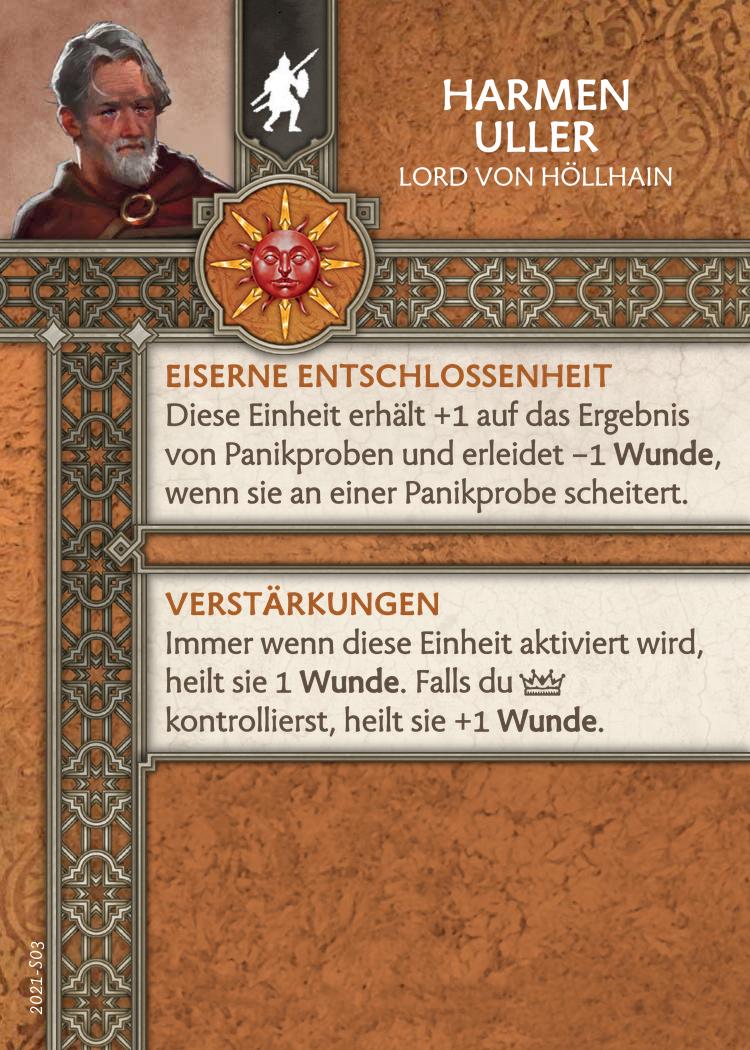 HARMEN
ULLER
LORD VON HÖLLHAIN
EISERNE ENTSCHLOSSENHEIT
Diese Einheit erhält +1 auf das Ergebnis
von Panikproben und erleidet –1 Wunde,
wenn sie an einer Panikprobe scheitert.
VERSTÄRKUNGEN
Immer wenn diese Einheit aktiviert wird,
heilt sie 1 Wunde. Falls du
kontrollierst, heilt sie +1 Wunde.
2021-S03